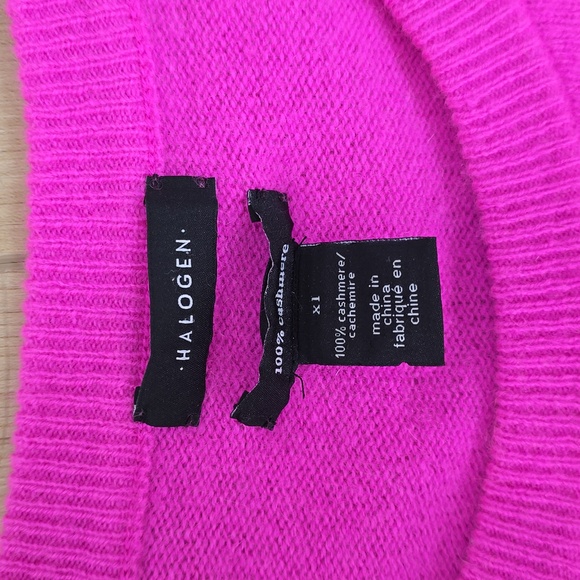 · HALOGEN ·
100% cashmere
xl
100% cashmere/
cachemire
made in
china
fabriqué en
chine